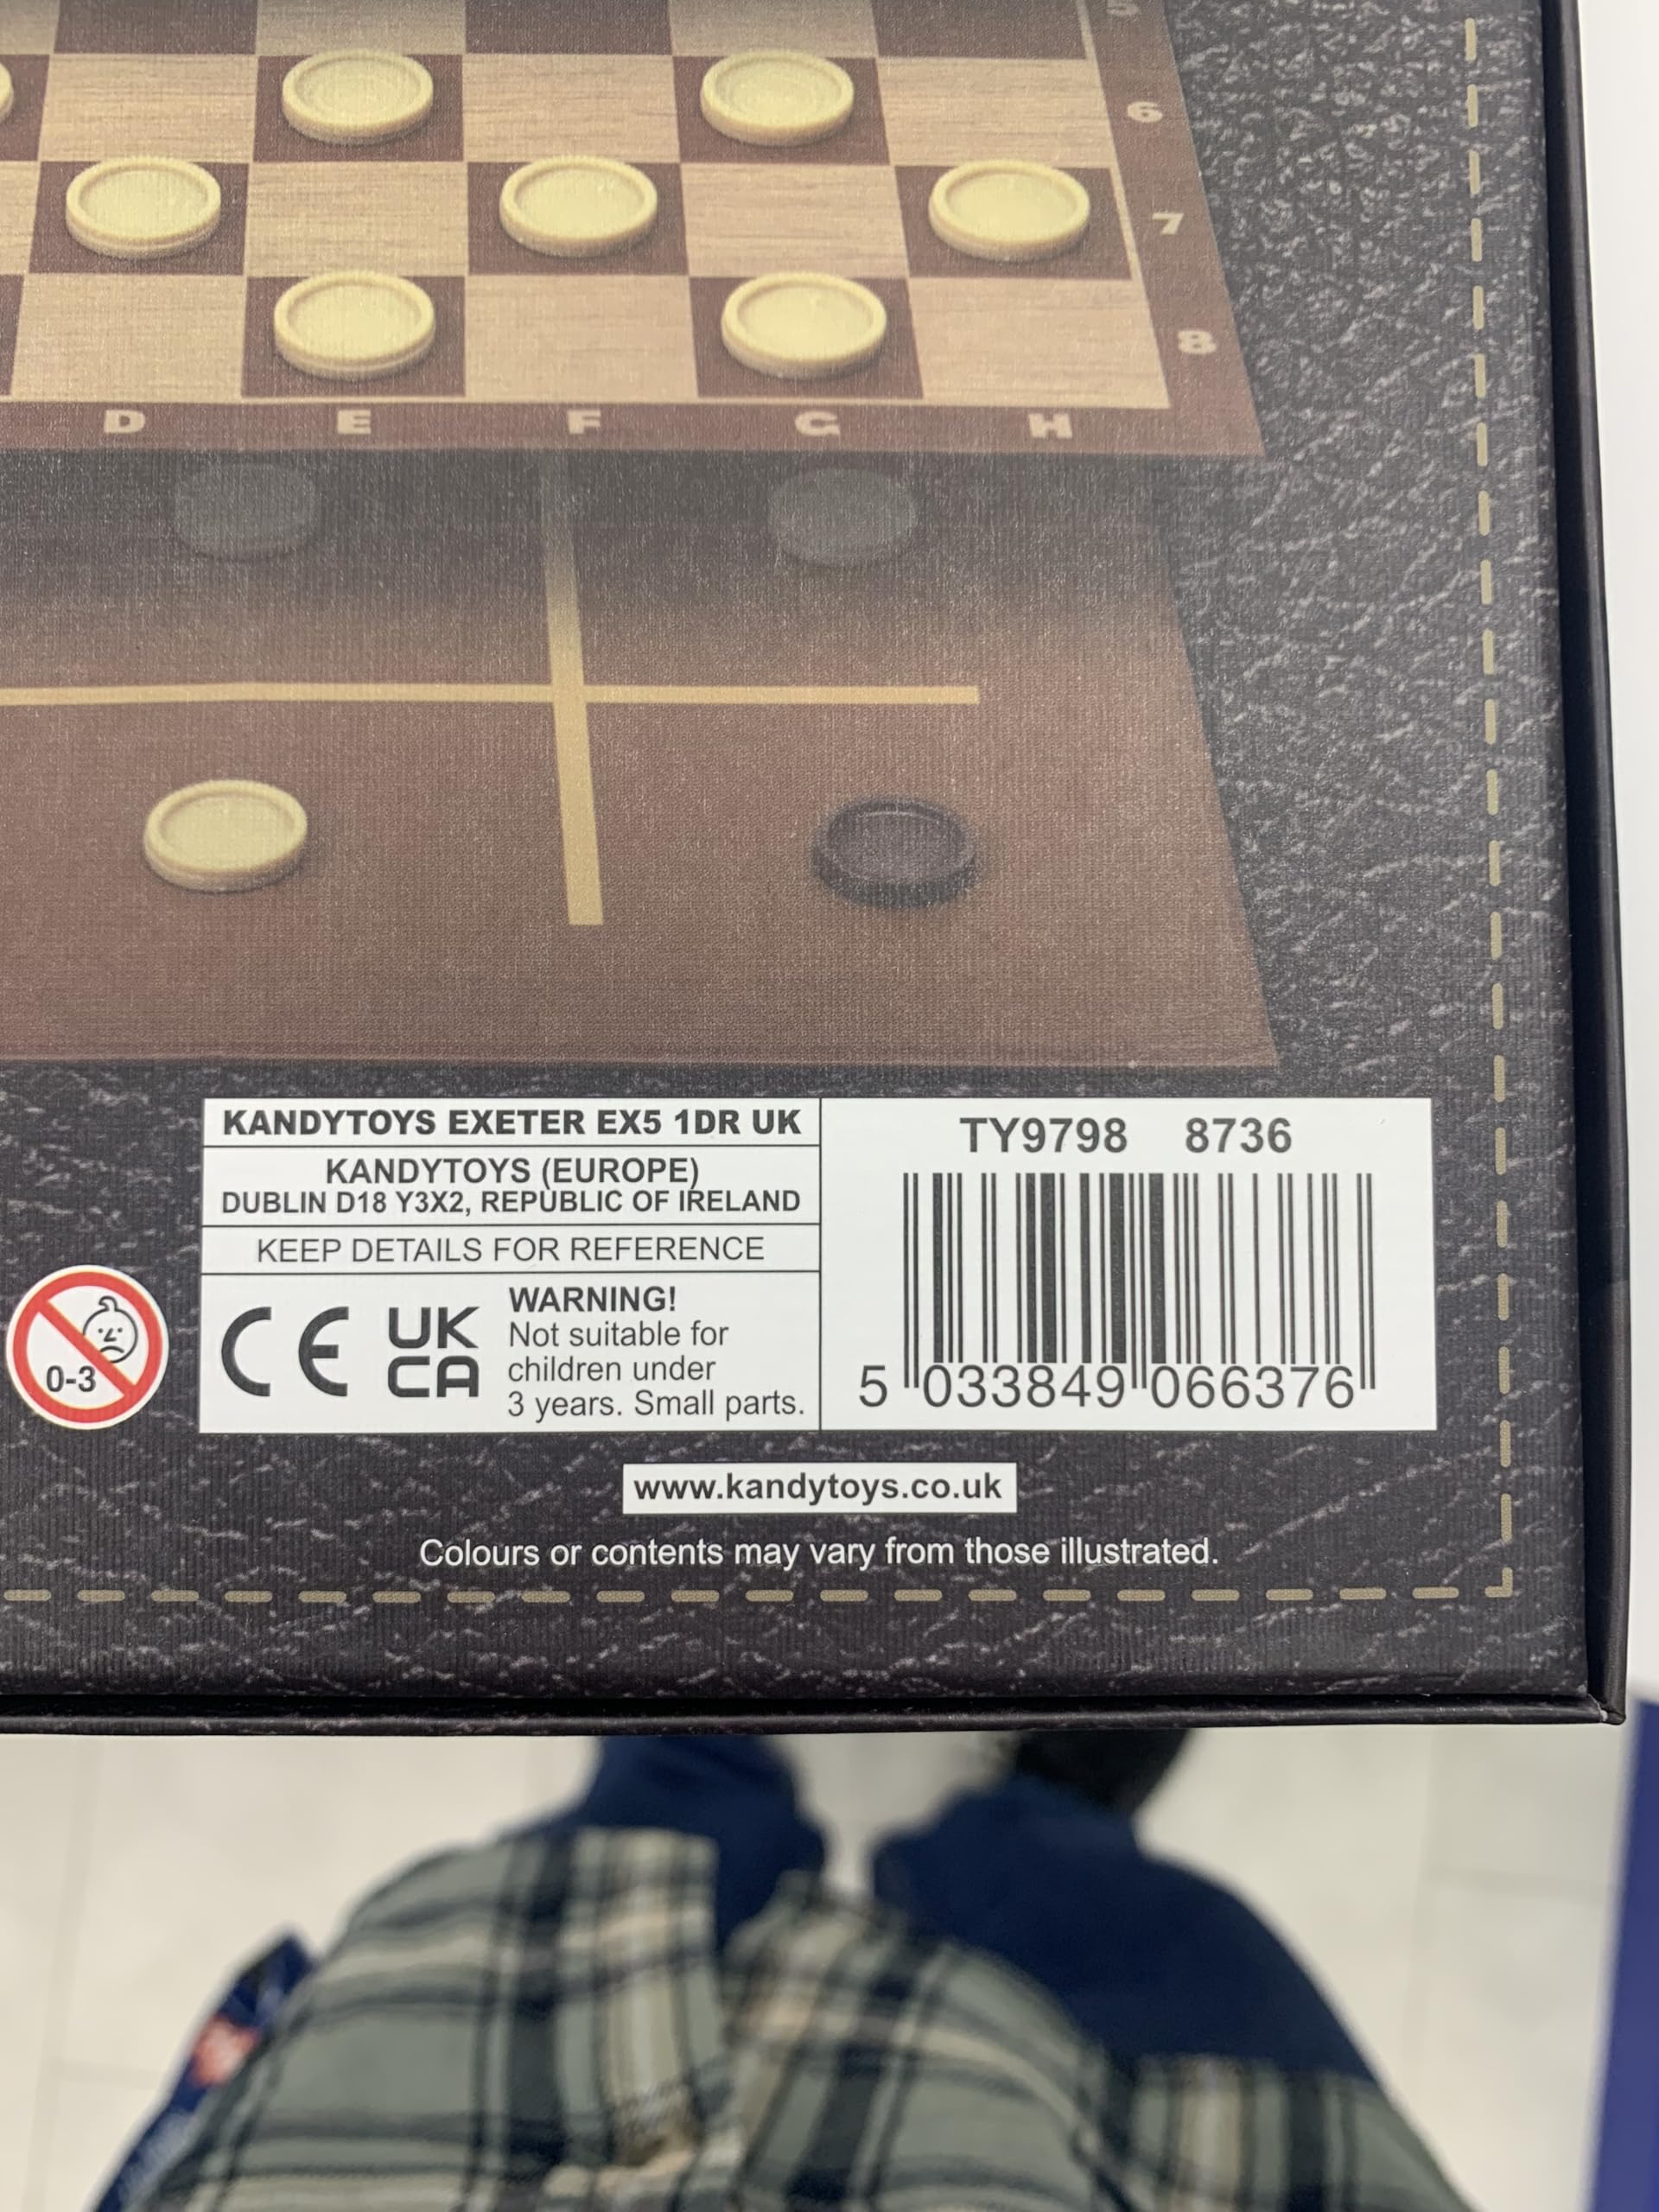 5
6
7
8
D E F G H
KANDYTOYS EXETER EX5 1DR UK
KANDYTOYS (EUROPE)
DUBLIN D18 Y3X2, REPUBLIC OF IRELAND
KEEP DETAILS FOR REFERENCE
0-3
CE UK
CA
WARNING!
Not suitable for
children under
3 years. Small parts.
TY9798 8736
5 033849 066376
www.kandytoys.co.uk
Colours or contents may vary from those illustrated.